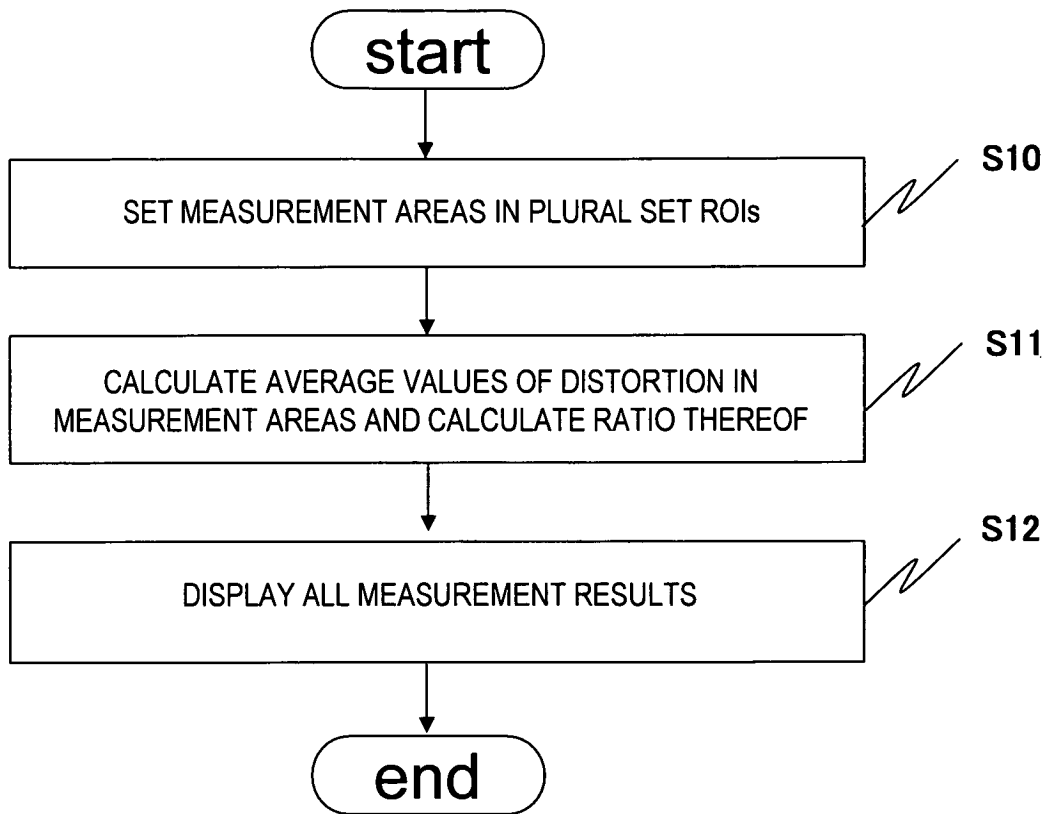 start
S10
SET MEASUREMENT AREAS IN PLURAL SET ROIs
S11
CALCULATE AVERAGE VALUES OF DISTORTION IN
MEASUREMENT AREAS AND CALCULATE RATIO THEREOF
S12
DISPLAY ALL MEASUREMENT RESULTS
end